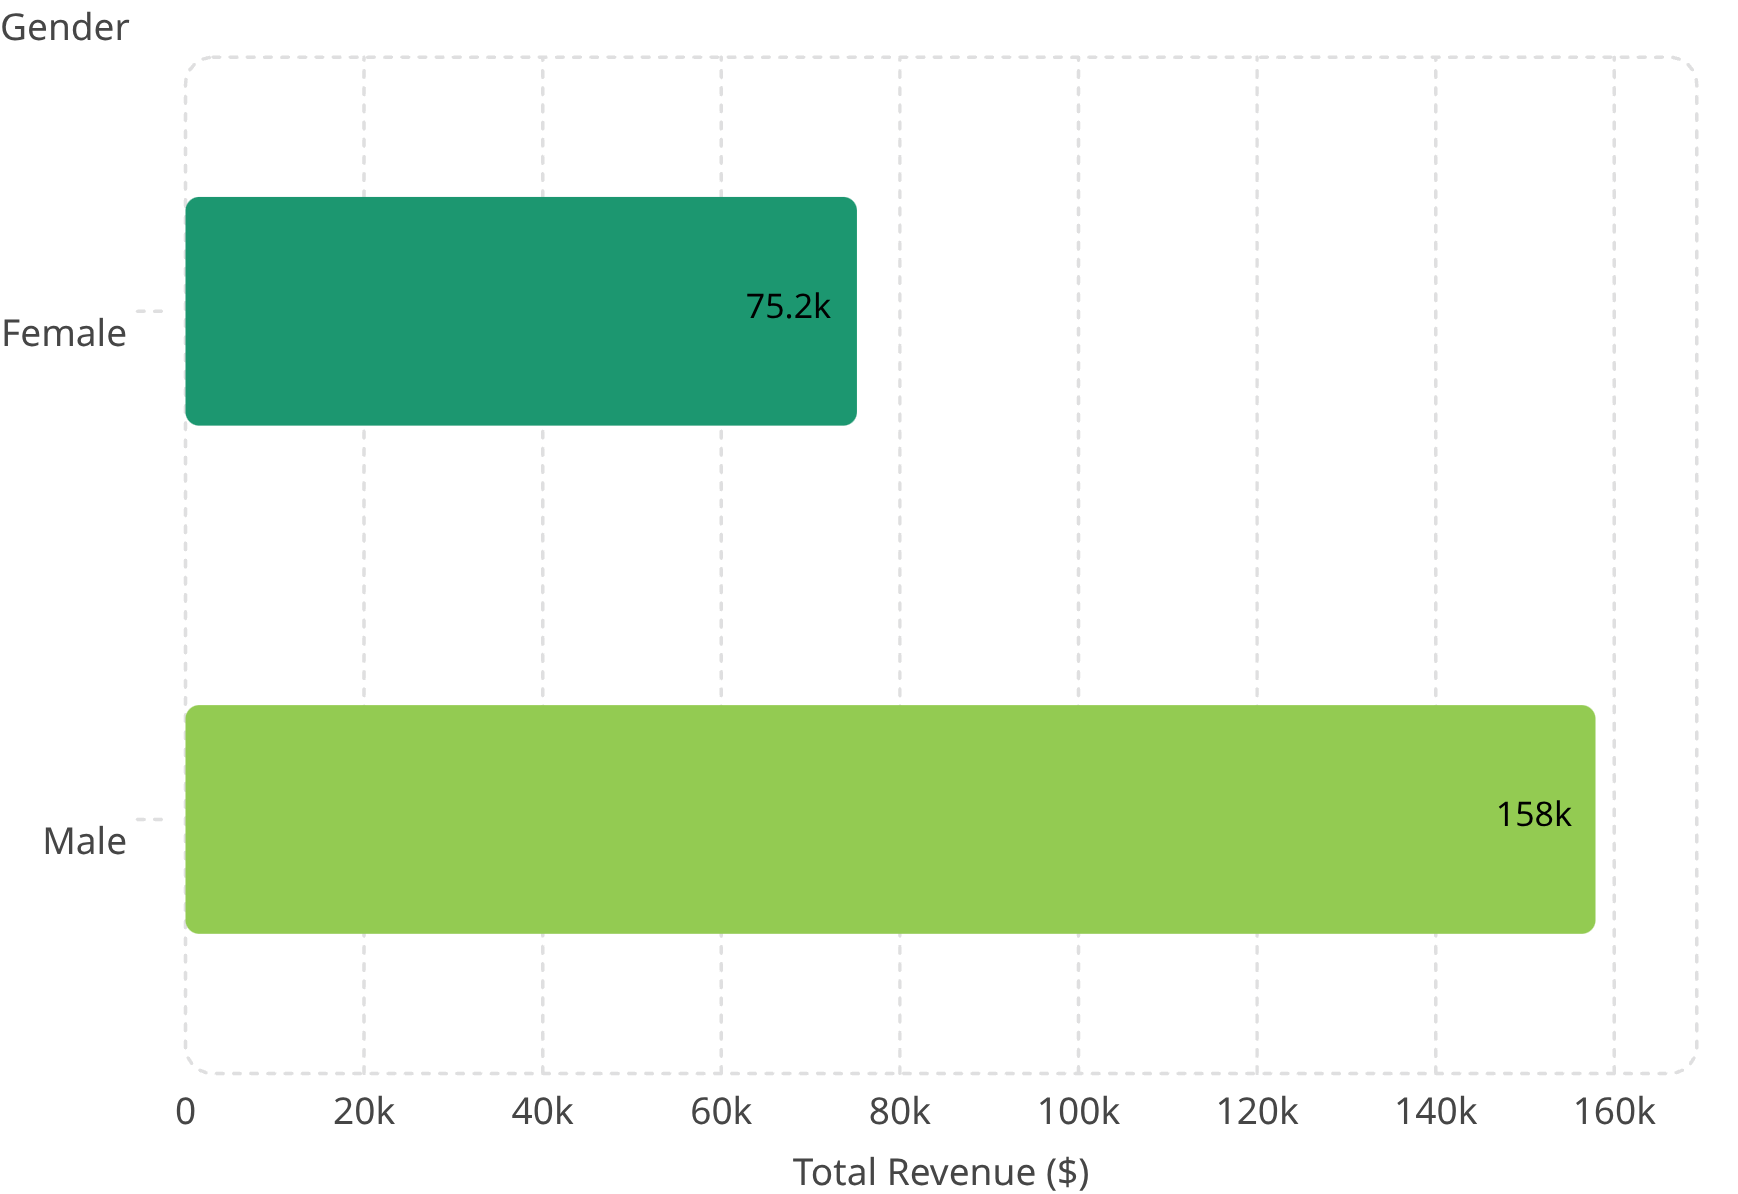 Gender
Female
75.2k
Male
158k
0 20k 40k 60k 80k 100k 120k 140k 160k
Total Revenue ($)